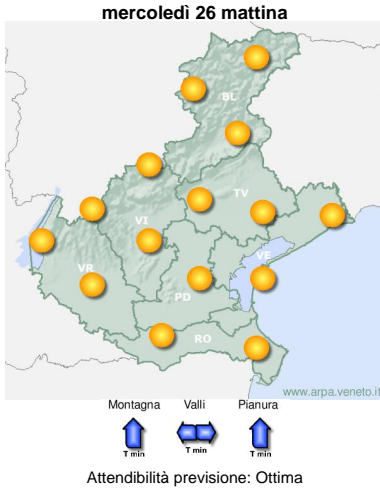 mercoledì 26 mattina
BL
TV
VI
VE
VR
PD
RO
www.arpa.veneto.it
Montagna Valli Pianura
T min T min T min
Attendibilità previsione: Ottima